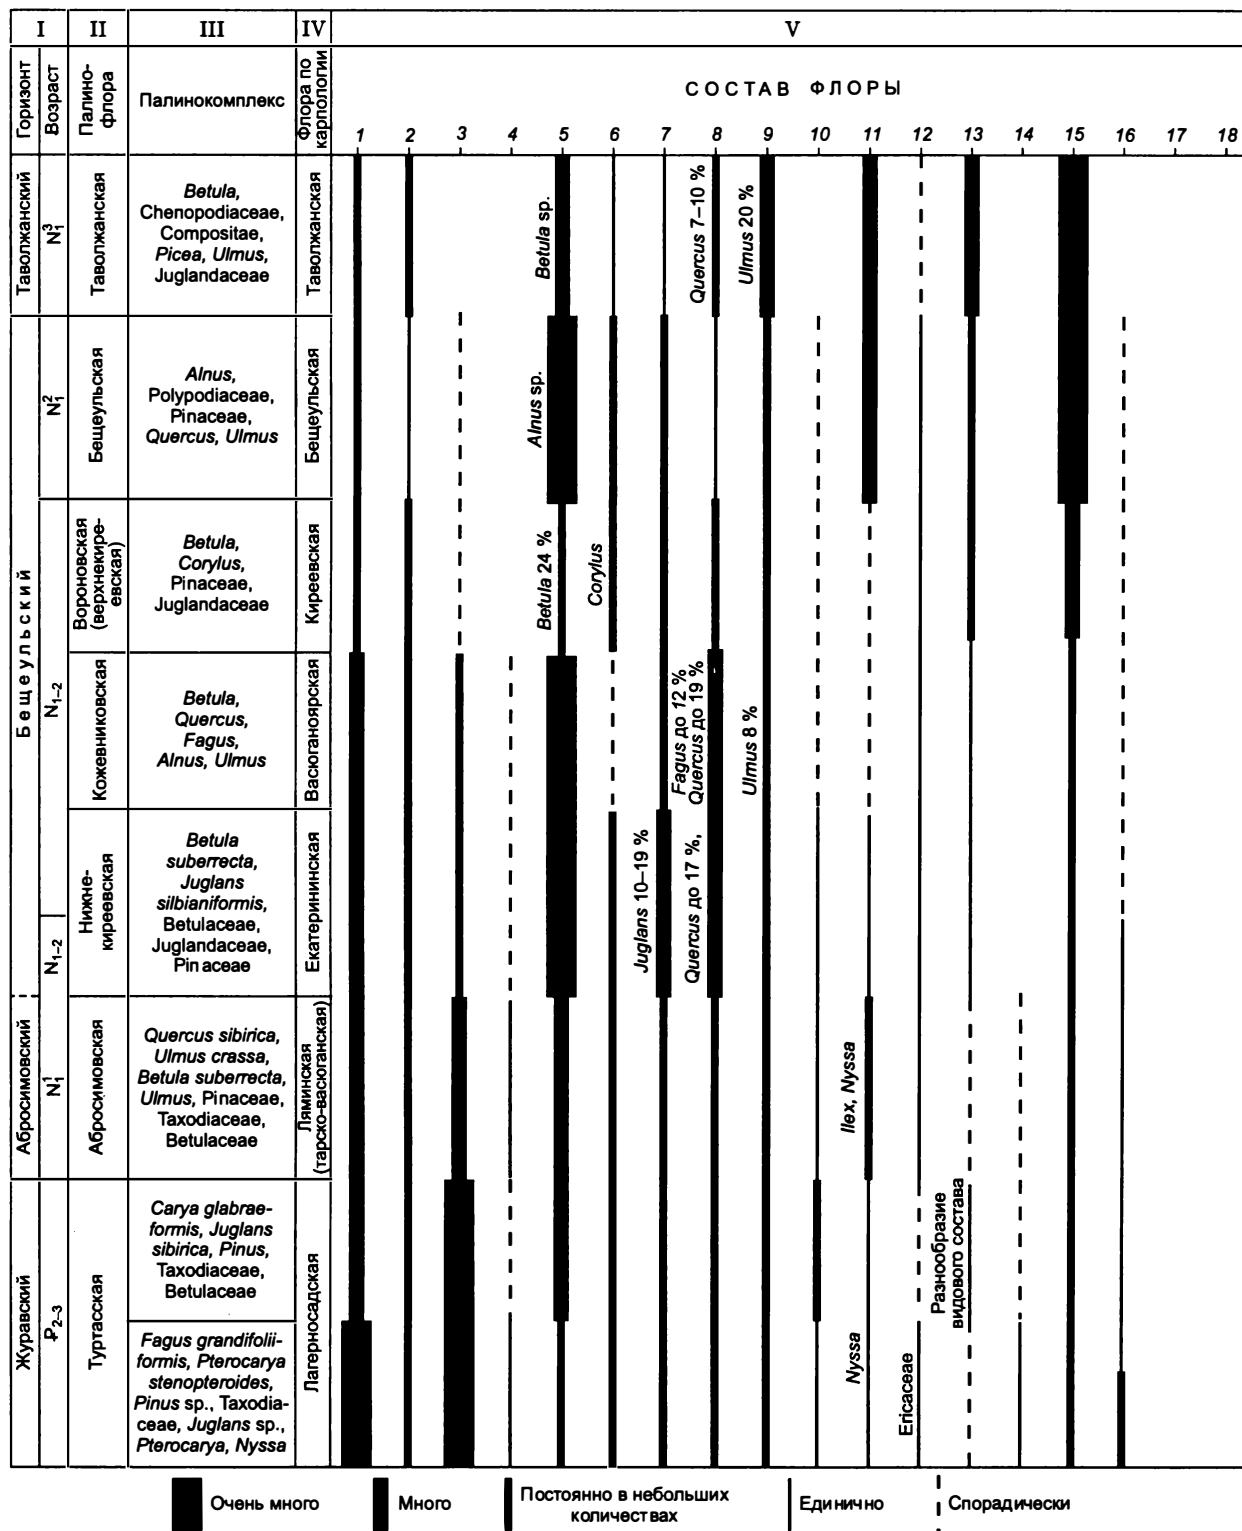 I II III IV V
Горизонт
Возраст
Палино-
флора
Палинокомплекс
Флора по
карпологии
СОСТАВ ФЛОРЫ
1 2 3 4 5 6 7 8 9 10 11 12 13 14 15 16 17 18
Таволжанский
N₁³
Таволжанская
Betula,
Chenopodiaceae,
Compositae,
Picea, Ulmus,
Juglandaceae
Таволжанская
Betula sp.
Quercus 7–10 %
Ulmus 20 %
Бещеульский
N₁²
Бещеульская
Alnus,
Polypodiaceae,
Pinaceae,
Quercus, Ulmus
Бещеульская
Alnus sp.
N₁₋₂
Вороновская
(верхнекире-
евская)
Betula,
Corylus,
Pinaceae,
Juglandaceae
Киреевская
Betula 24 %
Corylus
Кожевниковская
Betula,
Quercus,
Fagus,
Alnus, Ulmus
Васюганоярская
Fagus до 12 %
Quercus до 19 %
Ulmus 8 %
N₁₋₂
Нижне-
киреевская
Betula
suberrecta,
Juglans
silbianiformis,
Betulaceae,
Juglandaceae,
Pinaceae
Екатерининская
Juglans 10–19 %
Quercus до 17 %,
Абросимовский
N₁¹
Абросимовская
Quercus sibirica,
Ulmus crassa,
Betula suberrecta,
Ulmus, Pinaceae,
Taxodiaceae,
Betulaceae
Ляминская
(тарско-васюганская)
Ilex, Nyssa
Журавский
₽₂₋₃
Туртасская
Carya glabrae-
formis, Juglans
sibirica, Pinus,
Taxodiaceae,
Betulaceae
Fagus grandifolii-
formis, Pterocarya
stenopteroides,
Pinus sp., Taxodia-
ceae, Juglans sp.,
Pterocarya, Nyssa
Лагерносадская
Nyssa
Ericaceae
Разнообразие
видового состава
Очень много
Много
Постоянно в небольших
количествах
Единично
Спорадически